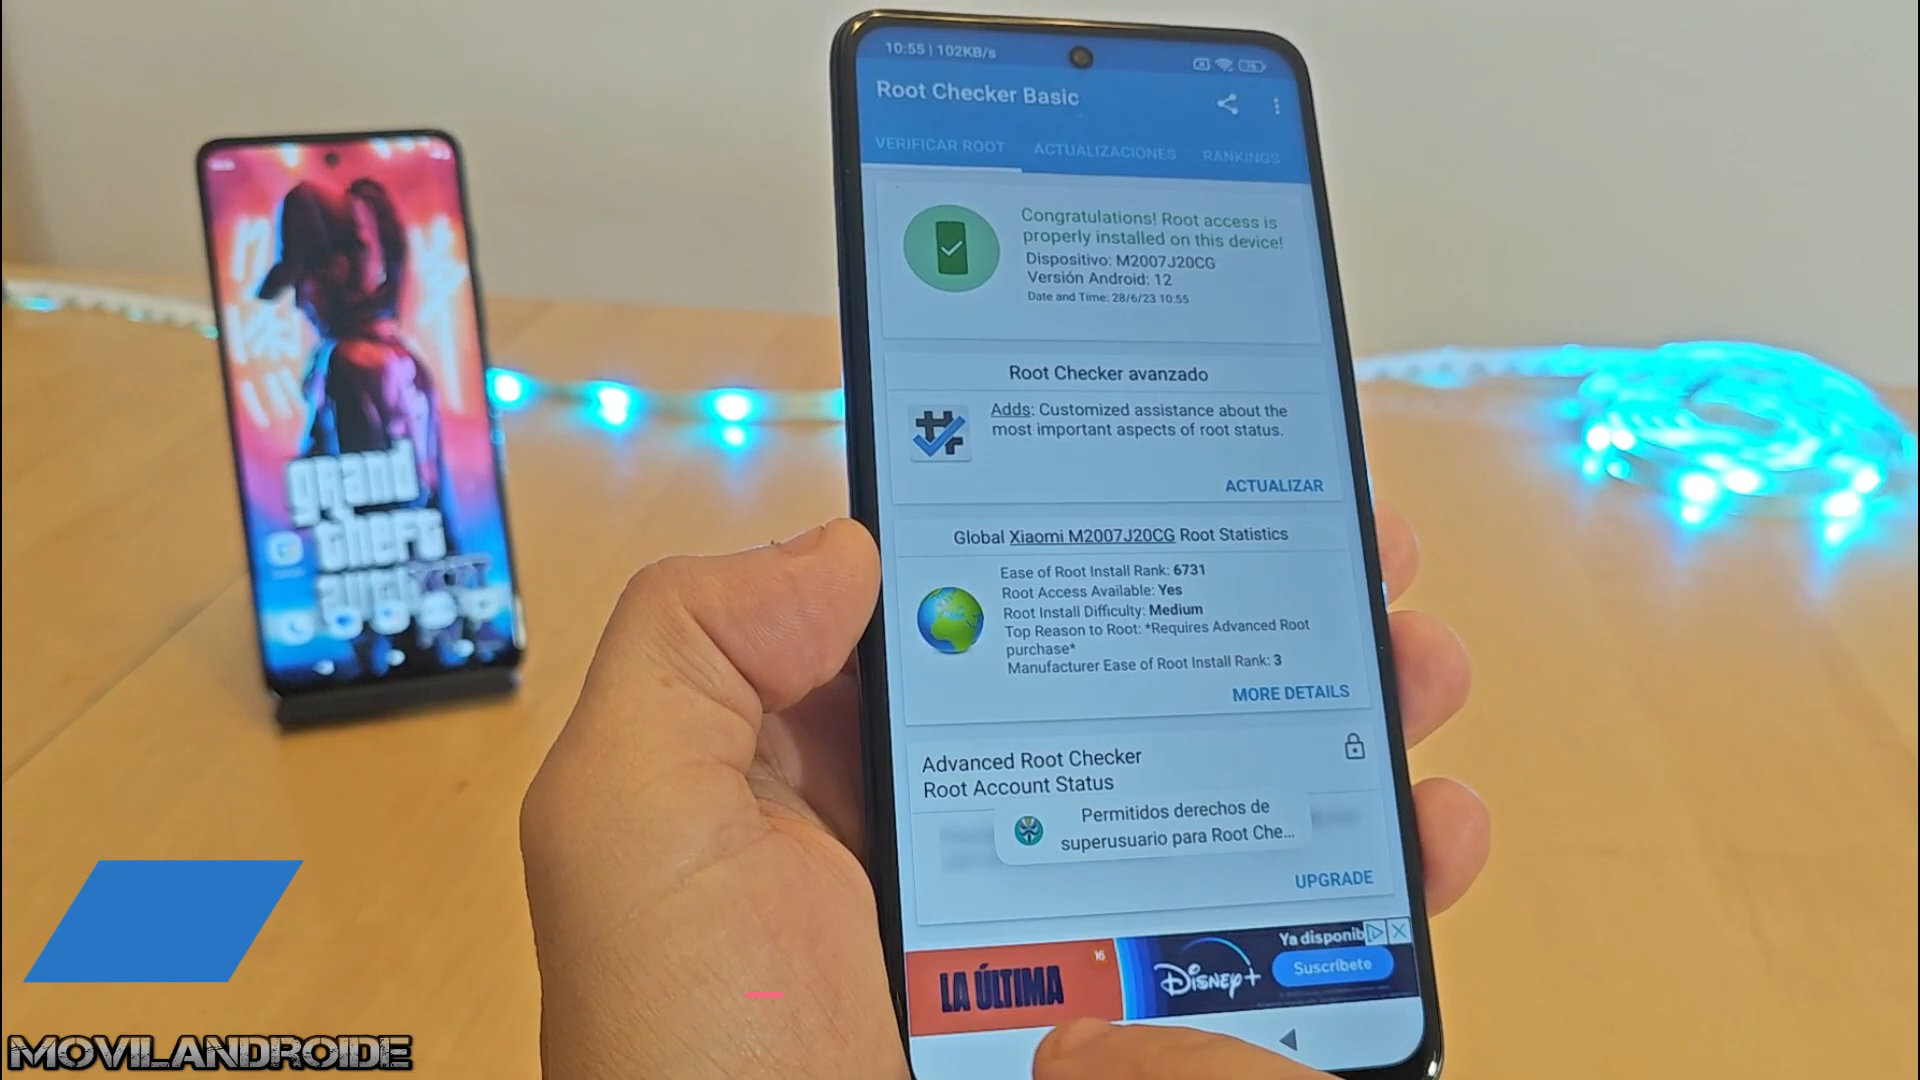 10:55 | 102KB/s
Root Checker Basic
VERIFICAR ROOT
ACTUALIZACIONES
RANKINGS
Congratulations! Root access is
properly installed on this device!
Dispositivo: M2007J20CG
Versión Android: 12
Date and Time: 28/6/23 10:55
Root Checker avanzado
Adds: Customized assistance about the
most important aspects of root status.
ACTUALIZAR
Global Xiaomi M2007J20CG Root Statistics
Ease of Root Install Rank: 6731
Root Access Available: Yes
Root Install Difficulty: Medium
Top Reason to Root: *Requires Advanced Root
purchase*
Manufacturer Ease of Root Install Rank: 3
MORE DETAILS
Advanced Root Checker
Root Account Status
Permitidos derechos de
superusuario para Root Che...
UPGRADE
LA ÚLTIMA
16
Disney+
Ya disponib
Suscríbete
grand
theft
auto
MOVILANDROIDE